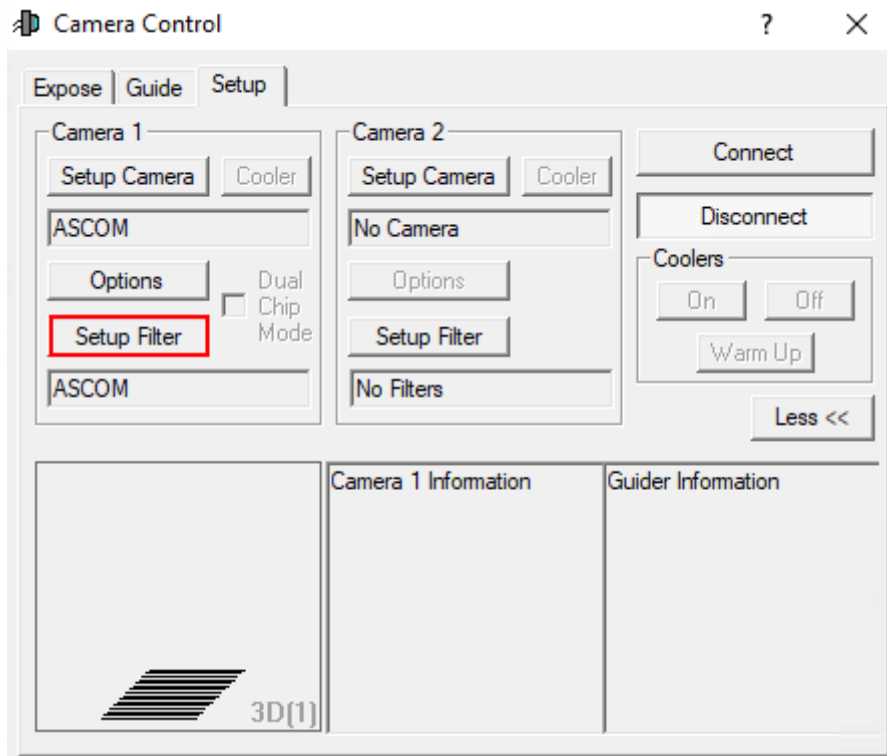 Camera Control
?
Expose Guide Setup
Camera 1
Setup Camera Cooler
ASCOM
Options
Dual
Chip
Mode
Setup Filter
ASCOM
Camera 2
Setup Camera Cooler
No Camera
Options
Setup Filter
No Filters
Connect
Disconnect
Coolers
On Off
Warm Up
Less <<
3D(1)
Camera 1 Information
Guider Information